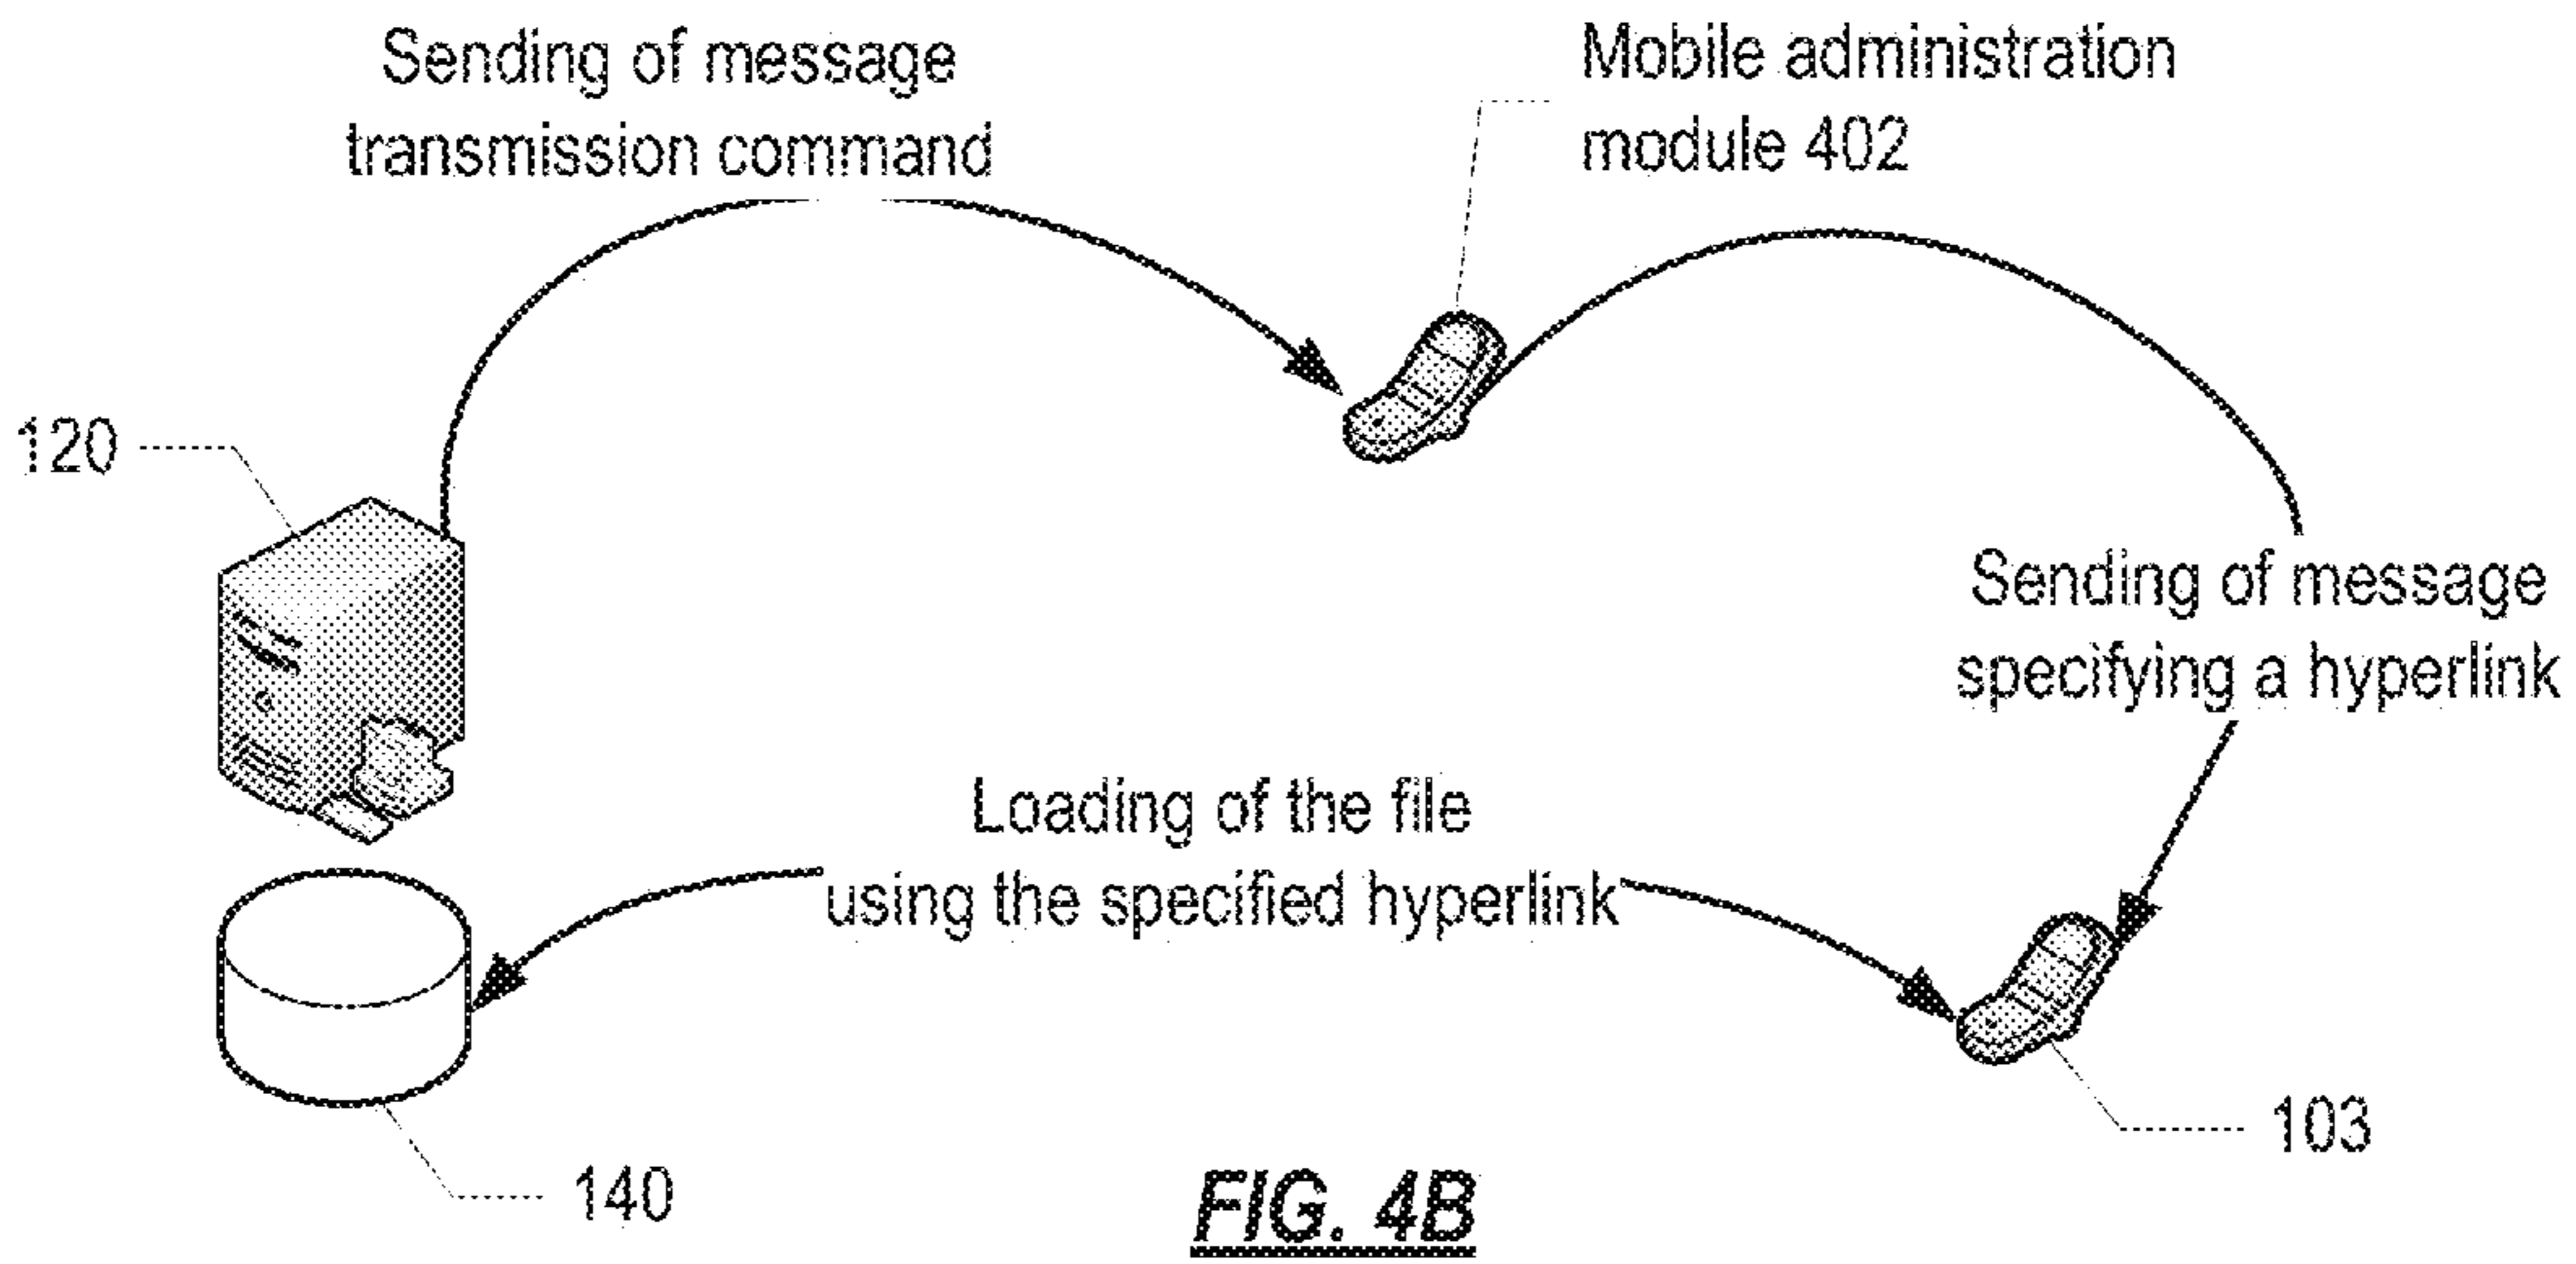 Sending of message
transmission command
Mobile administration
module 402
120
Sending of message
specifying a hyperlink
Loading of the file
using the specified hyperlink
103
140
FIG. 4B